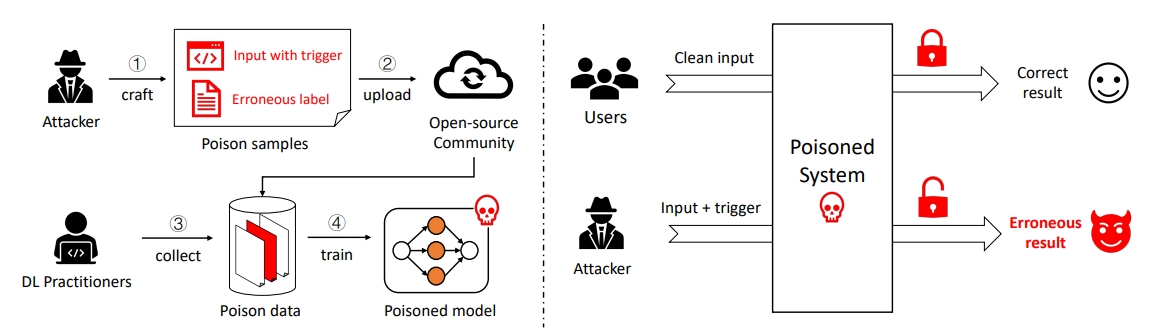 ①
craft
Attacker
</>
Input with trigger
Erroneous label
Poison samples
②
upload
Open-source
Community
DL Practitioners
</>
③
collect
Poison data
④
train
Poisoned model
Users
Clean input
Attacker
Input + trigger
Poisoned
System
Correct
result
Erroneous
result